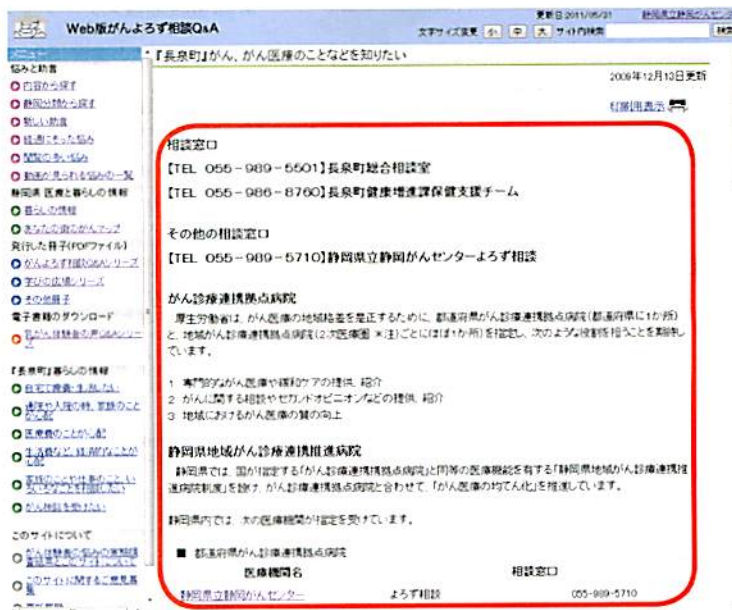 更新日:2011/05/31
Web版がんよろず相談Q&A
文字サイズ変更 小 中 大 サイト内検索
メニュー
『長泉町』がん、がん医療のことなどを知りたい
2009年12月13日更新
印刷用表示
悩みと助言
内容から探す
静岡分類から探す
新しい助言
経過にそった悩み
閲覧の多い悩み
動画が見られる悩みの一覧
静岡県 医療と暮らしの情報
暮らしの情報
あなたの街のがんマップ
発行した冊子(PDFファイル)
がんよろず相談Q&Aシリーズ
学びの広場シリーズ
その他冊子
電子書籍のダウンロード
『長泉町』暮らしの情報
自宅で療養・生活したい
医療費のことが心配
がん検診を受けたい
このサイトについて
相談窓口
【TEL 055-989-5501】長泉町総合相談室
【TEL 055-986-8760】長泉町健康増進課保健支援チーム
その他の相談窓口
【TEL 055-989-5710】静岡県立静岡がんセンターよろず相談
がん診療連携拠点病院
厚生労働省は、がん医療の地域格差を是正するために、都道府県がん診療連携拠点病院(都道府県に1か所)
と、地域がん診療連携拠点病院(2次医療圏 ※注)ごとにほぼ1か所)を指定し、次のような役割を担うことを期待し
ています。
1 専門的ながん医療や緩和ケアの提供、紹介
2 がんに関する相談やセカンドオピニオンなどの提供、紹介
3 地域におけるがん医療の質の向上
静岡県地域がん診療連携推進病院
静岡県では、国が指定する「がん診療連携拠点病院」と同等の医療機能を有する「静岡県地域がん診療連携推
進病院制度」を設け、がん診療連携拠点病院と合わせて、「がん医療の均てん化」を推進しています。
静岡県内では、次の医療機関が指定を受けています。
■ 都道府県がん診療連携拠点病院
医療機関名 相談窓口
静岡県立静岡がんセンター よろず相談 055-989-5710